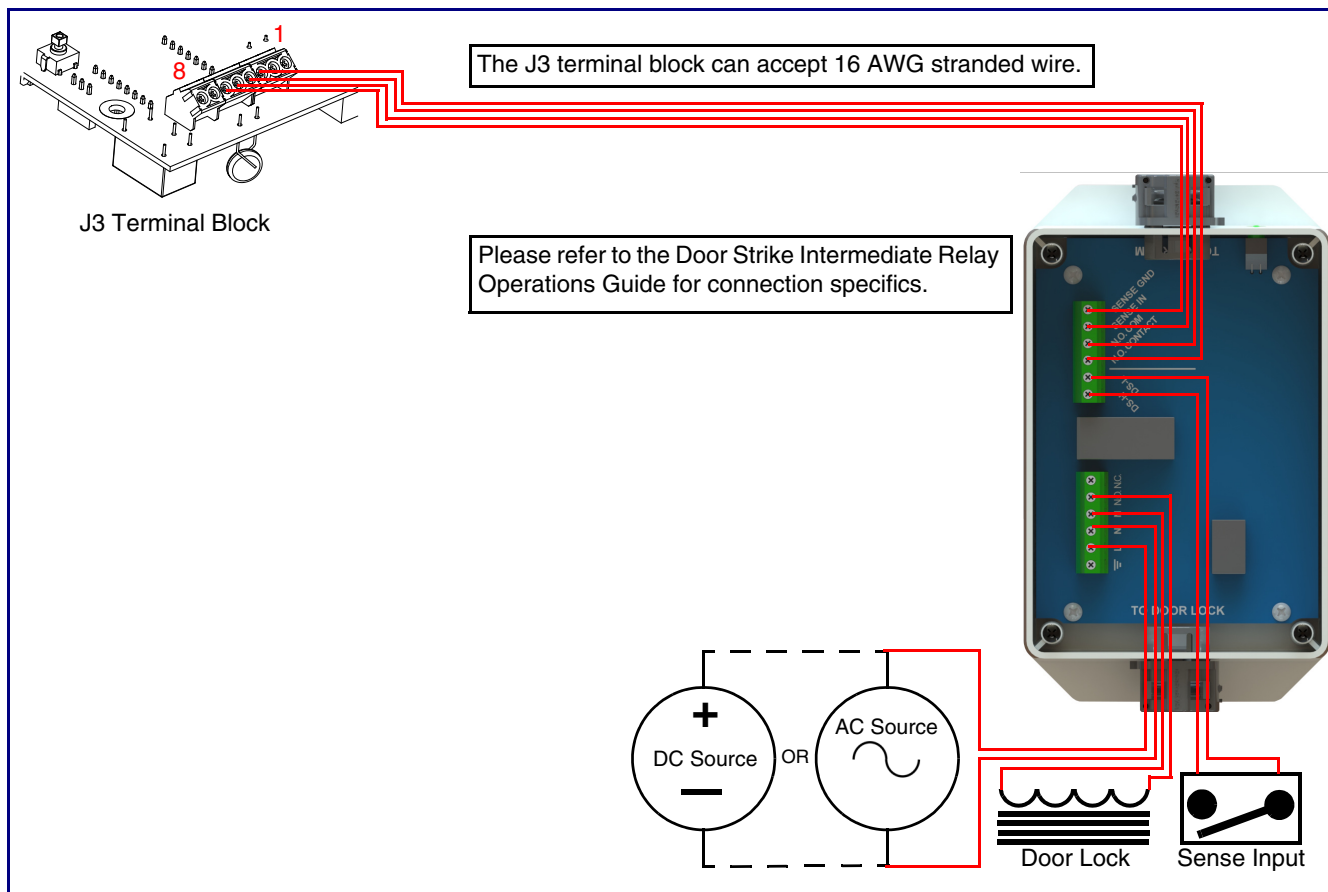 1
8
The J3 terminal block can accept 16 AWG stranded wire.
J3 Terminal Block
Please refer to the Door Strike Intermediate Relay
Operations Guide for connection specifics.
SENSE GND
SENSE IN
N.O. COM
N.O. CONTACT
N.C.
N.O.
N
L
TO DOOR LOCK
+
DC Source
OR
AC Source
Door Lock
Sense Input